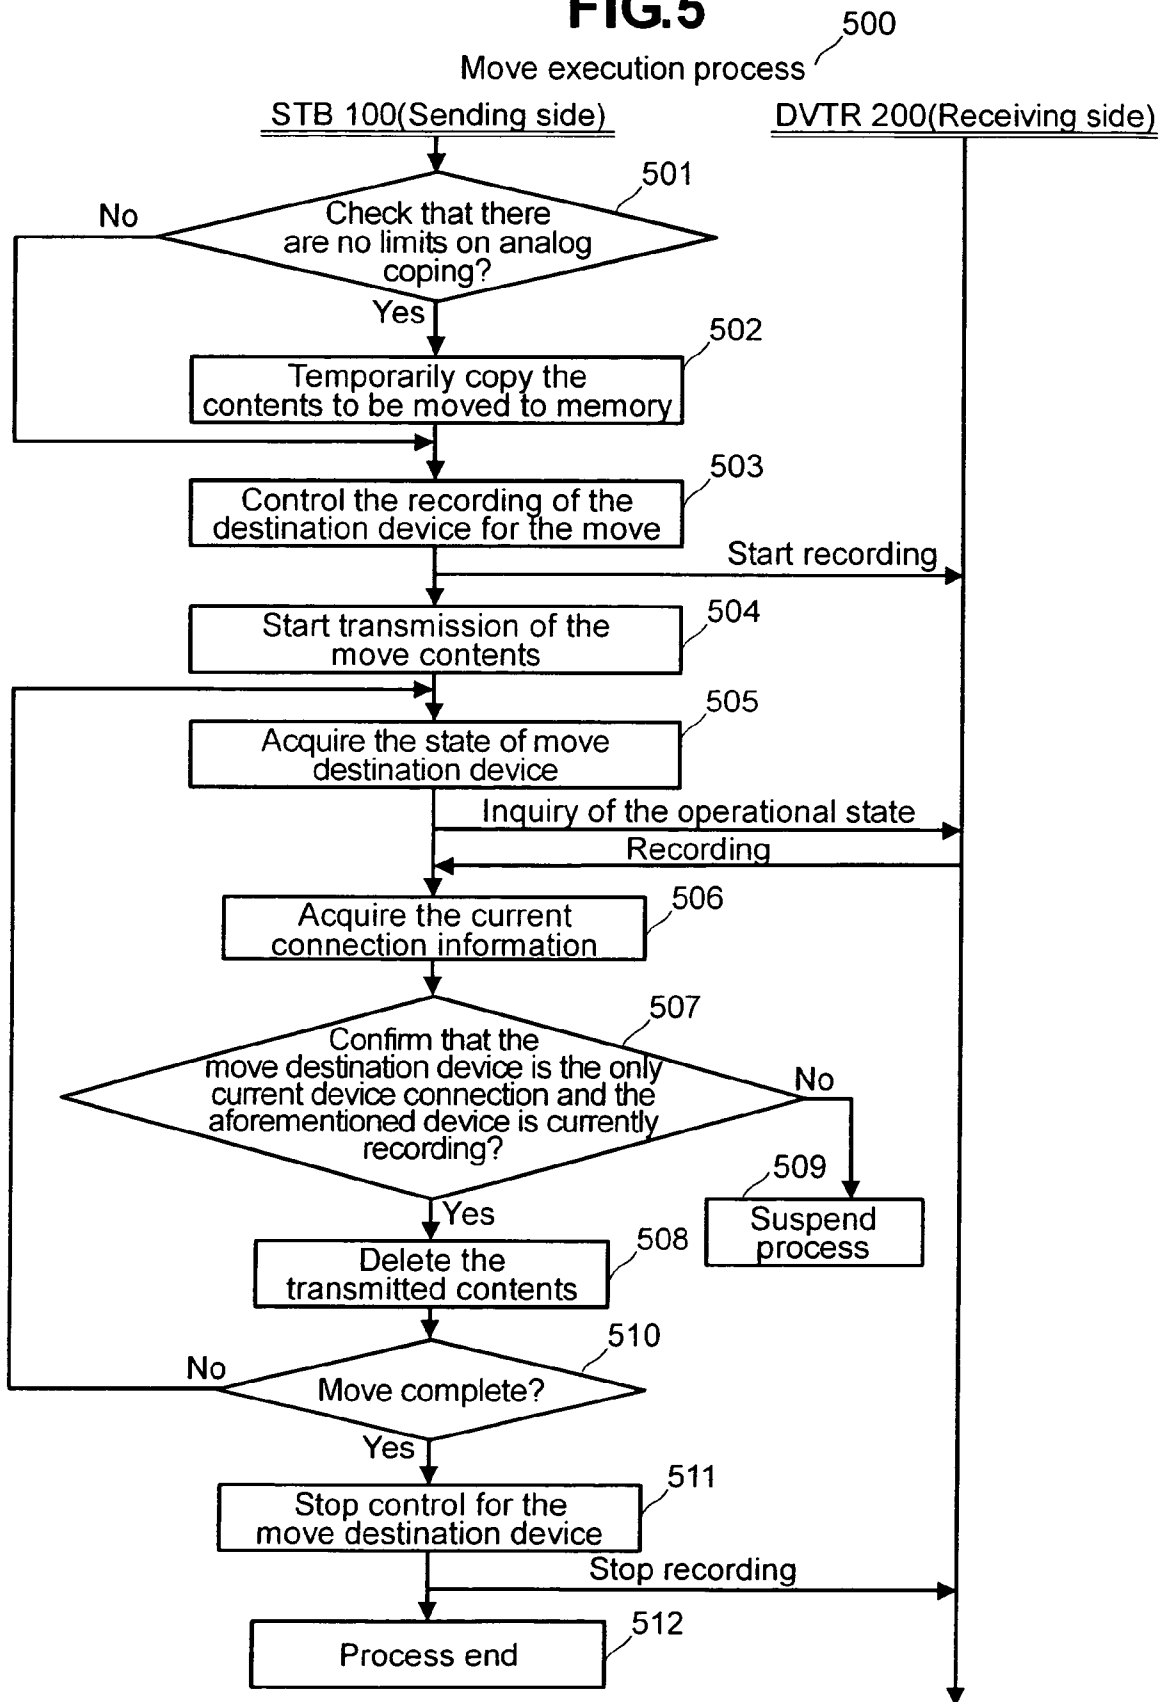 FIG.5
500
Move execution process
STB 100(Sending side)
DVTR 200(Receiving side)
501
No
Check that there
are no limits on analog
coping?
Yes
502
Temporarily copy the
contents to be moved to memory
503
Control the recording of the
destination device for the move
Start recording
504
Start transmission of the
move contents
505
Acquire the state of move
destination device
Inquiry of the operational state
Recording
506
Acquire the current
connection information
507
Confirm that the
move destination device is the only
current device connection and the
aforementioned device is currently
recording?
No
509
Suspend
process
Yes
508
Delete the
transmitted contents
510
No
Move complete?
Yes
511
Stop control for the
move destination device
Stop recording
512
Process end